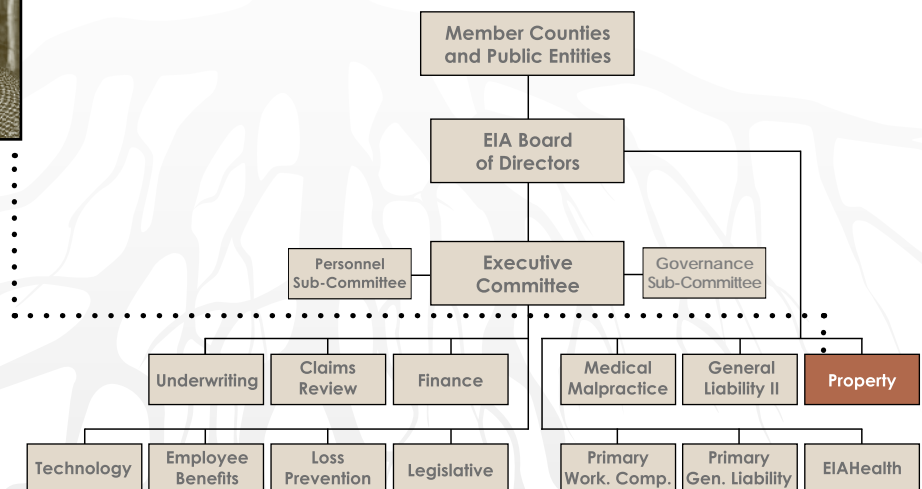 Member Counties
and Public Entities
EIA Board
of Directors
Executive
Committee
Personnel
Sub-Committee
Governance
Sub-Committee
Underwriting
Claims
Review
Finance
Medical
Malpractice
General
Liability II
Property
Technology
Employee
Benefits
Loss
Prevention
Legislative
Primary
Work. Comp.
Primary
Gen. Liability
EIAHealth